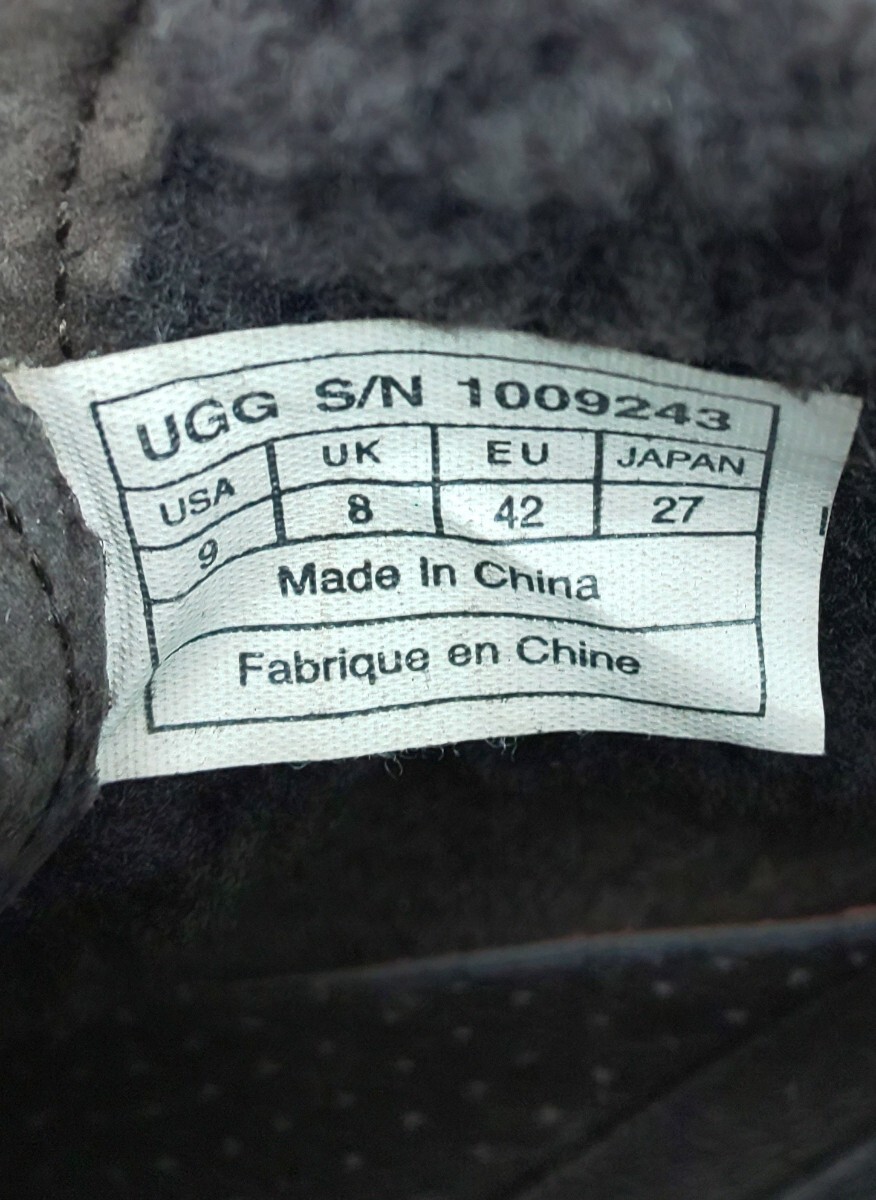 UGG S/N 1009243
USA UK EU JAPAN
9 8 42 27
Made In China
Fabrique en Chine